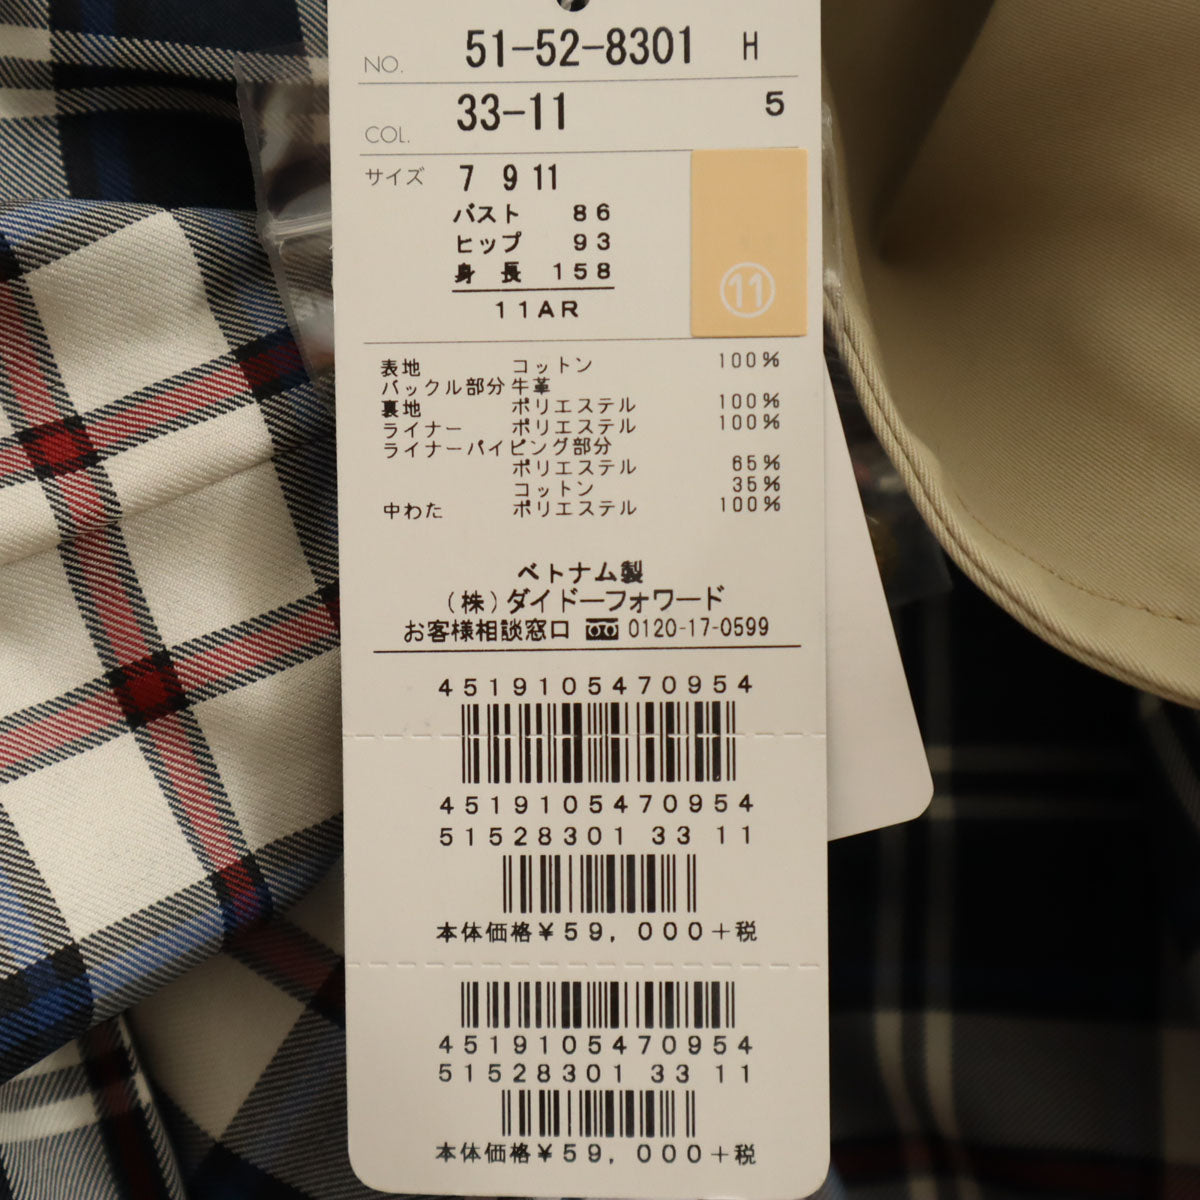 NO. 51-52-8301 H
COL. 33-11 5
サイズ 7 9 11
バスト 86
ヒップ 93
身長 158
11AR
11
表地 コットン 100%
バックル部分 牛革
裏地 ポリエステル 100%
ライナー ポリエステル 100%
ライナーパイピング部分
ポリエステル 65%
コットン 35%
中わた ポリエステル 100%
ベトナム製
(株)ダイドーフォワード
お客様相談窓口 0120-17-0599
4519105470954
4519105470954
51528301 33 11
本体価格¥59,000+税
4519105470954
51528301 33 11
本体価格¥59,000+税